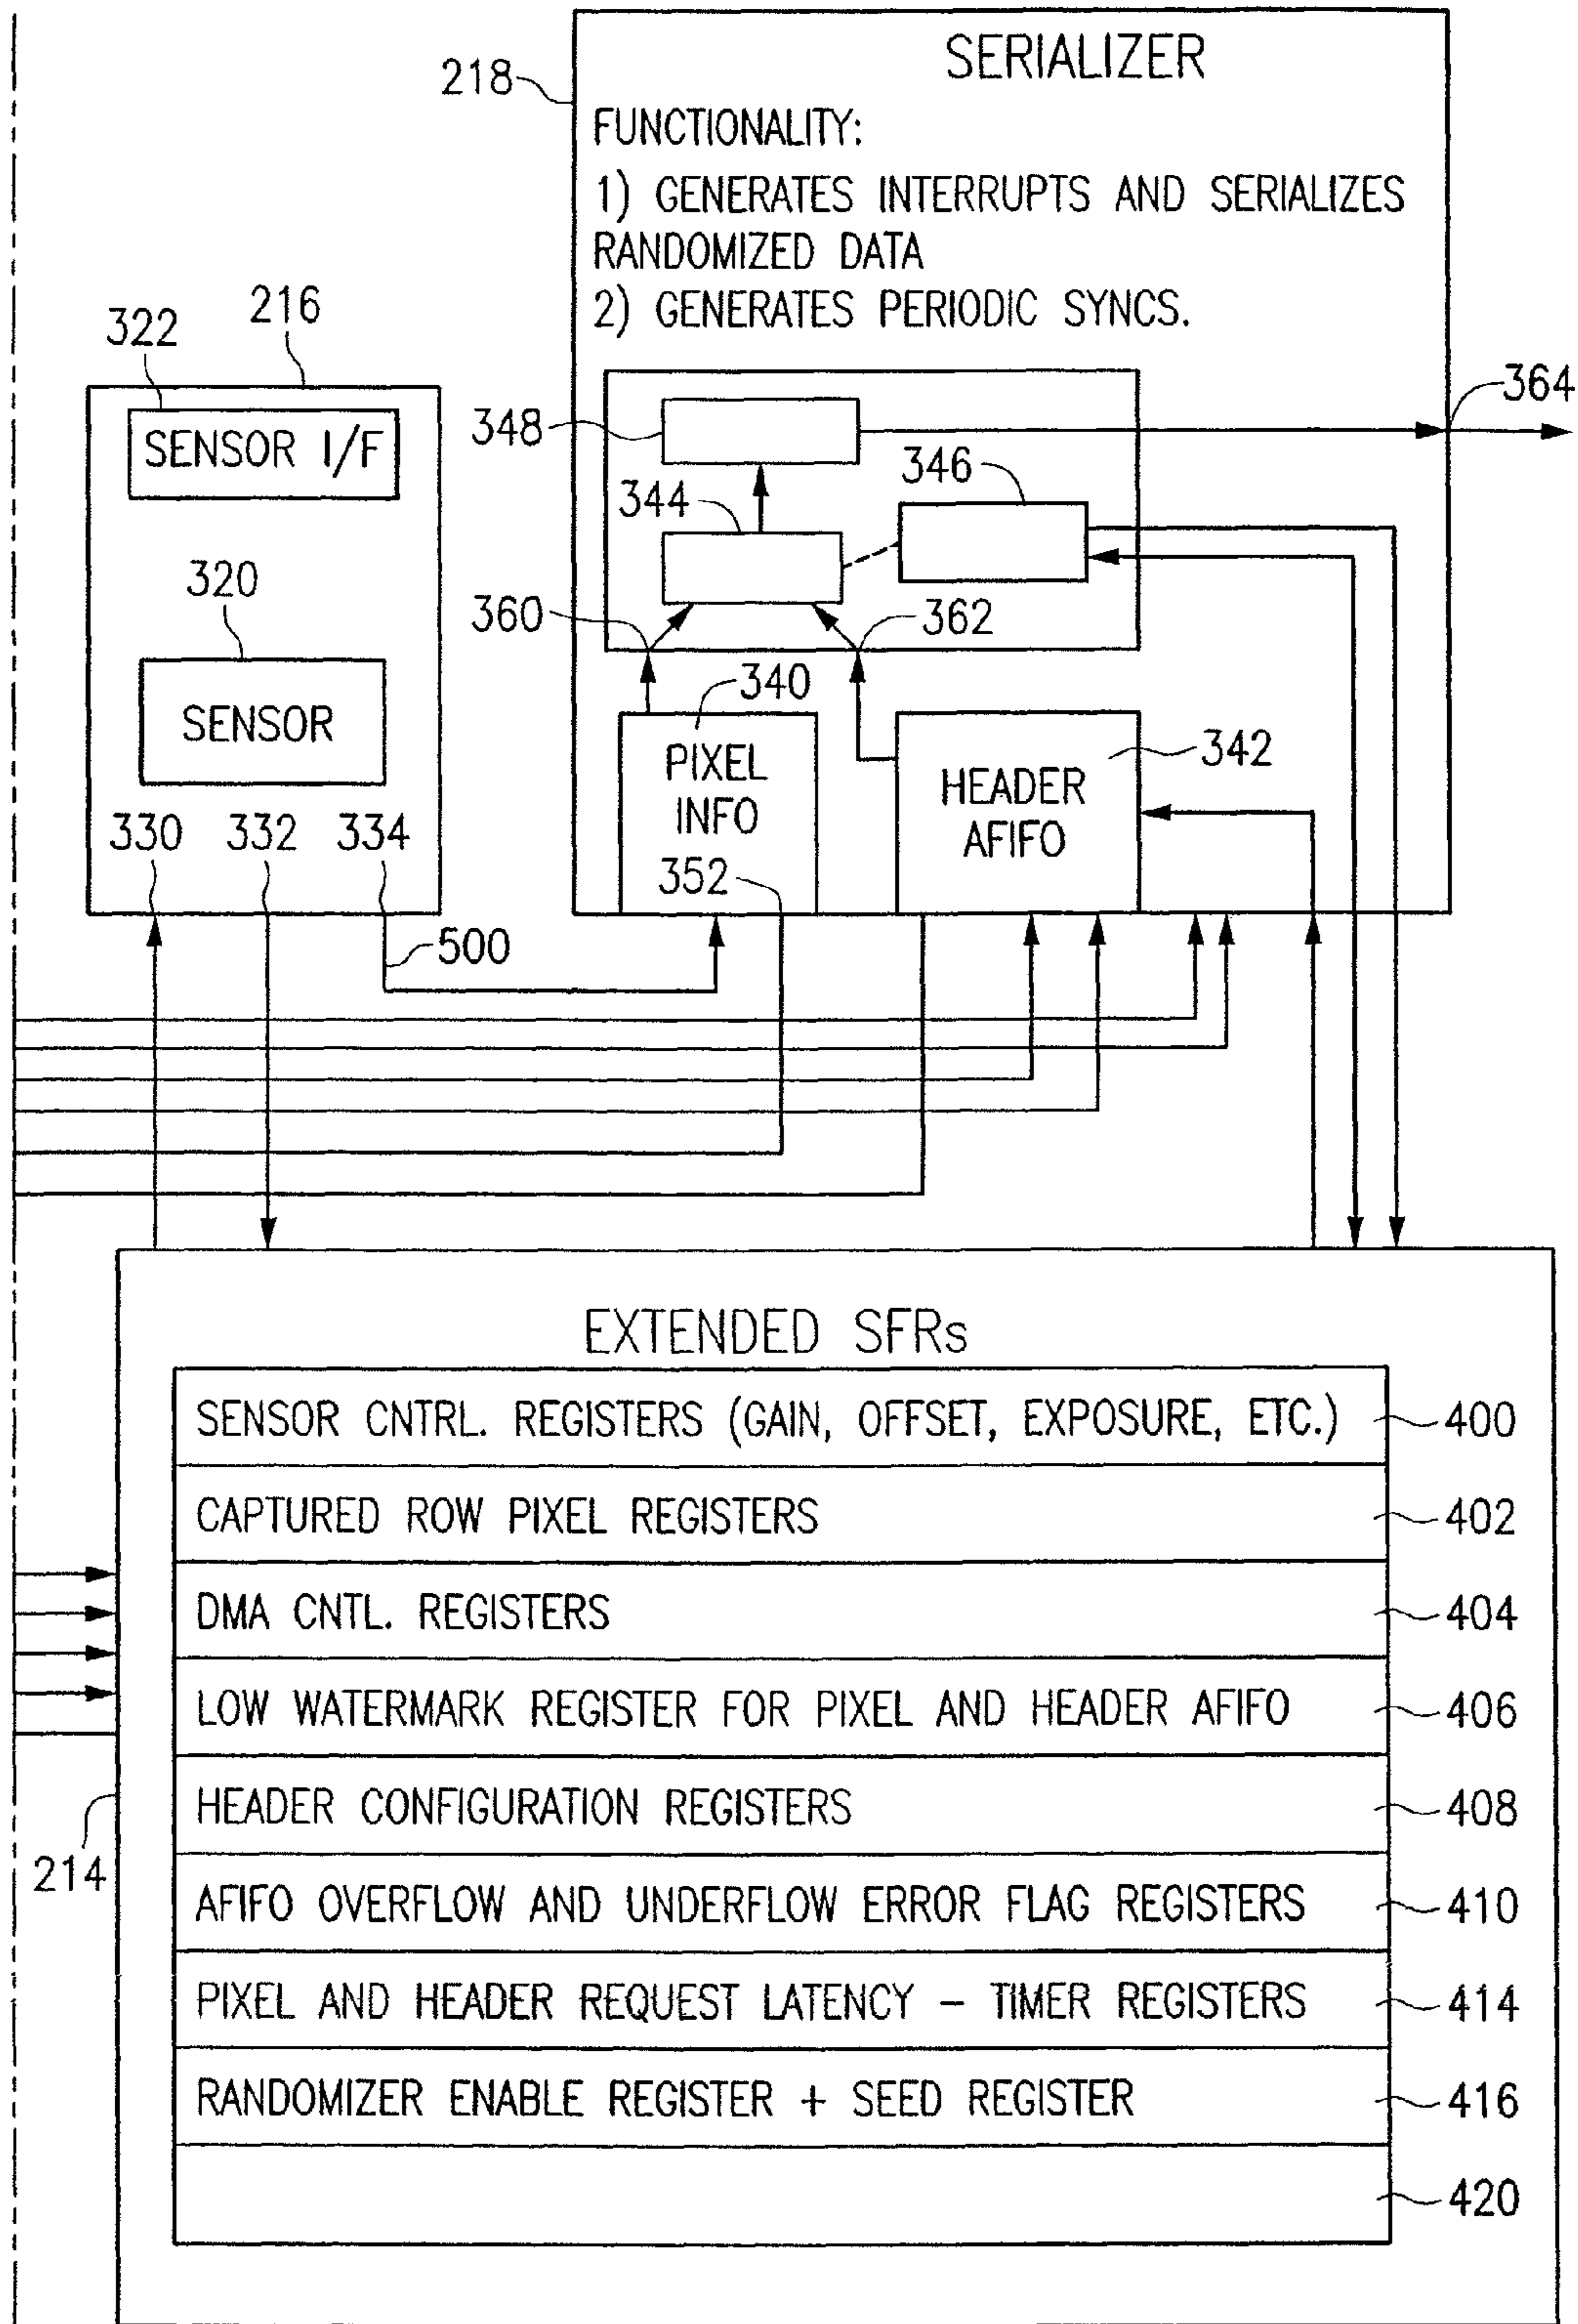 SERIALIZER
218
FUNCTIONALITY:
1) GENERATES INTERRUPTS AND SERIALIZES
RANDOMIZED DATA
2) GENERATES PERIODIC SYNCS.
216
322
SENSOR I/F
320
SENSOR
330 332 334
500
348
364
346
344
360
362
340
PIXEL
INFO
352
342
HEADER
AFIFO
EXTENDED SFRs
SENSOR CNTRL. REGISTERS (GAIN, OFFSET, EXPOSURE, ETC.) 400
CAPTURED ROW PIXEL REGISTERS 402
DMA CNTL. REGISTERS 404
LOW WATERMARK REGISTER FOR PIXEL AND HEADER AFIFO 406
HEADER CONFIGURATION REGISTERS 408
214
AFIFO OVERFLOW AND UNDERFLOW ERROR FLAG REGISTERS 410
PIXEL AND HEADER REQUEST LATENCY – TIMER REGISTERS 414
RANDOMIZER ENABLE REGISTER + SEED REGISTER 416
420